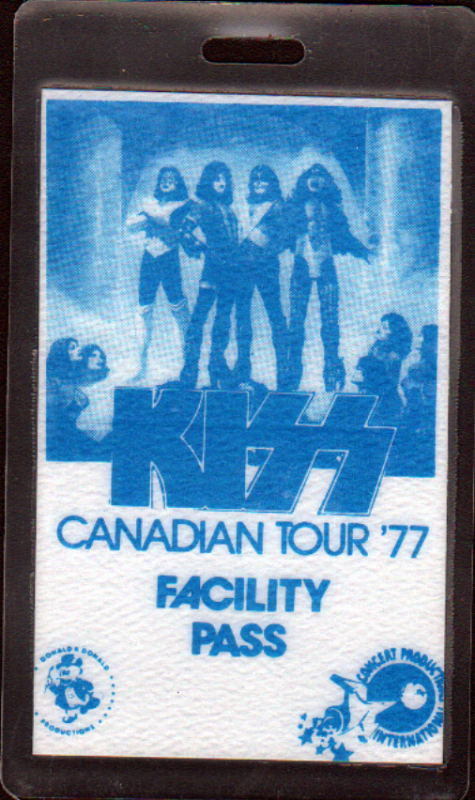 KISS
CANADIAN TOUR '77
FACILITY
PASS
DONALD & DONALD
PRODUCTIONS
CONCERT PRODUCTIONS
INTERNATIONAL